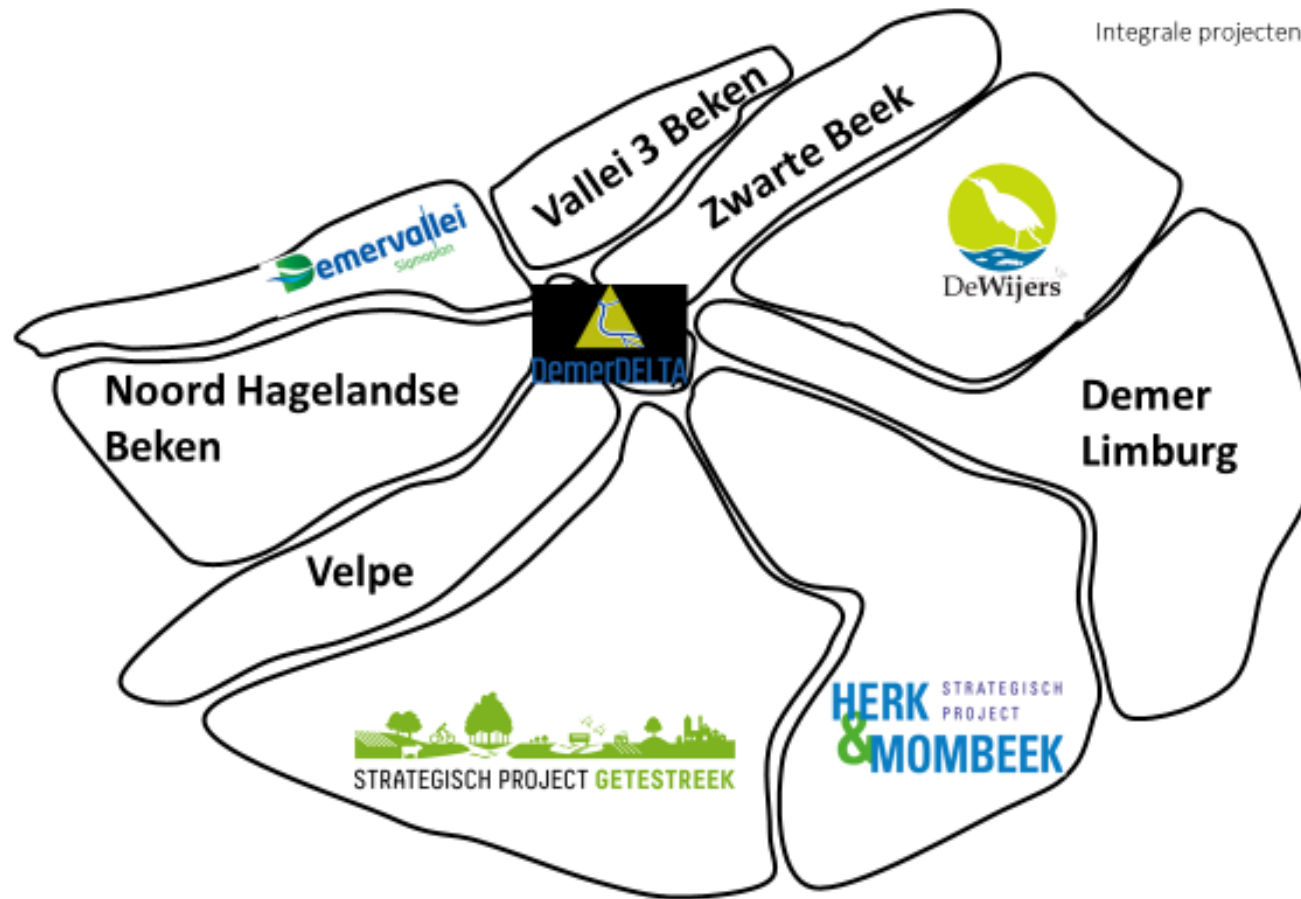 Integrale projecten
Vallei 3 Beken
Zwarte Beek
Demervallei
Sigmaplan
DeWijers
DemerDELTA
Noord Hagelandse
Beken
Demer
Limburg
Velpe
HERK & MOMBEEK
STRATEGISCH
PROJECT
STRATEGISCH PROJECT GETESTREEK